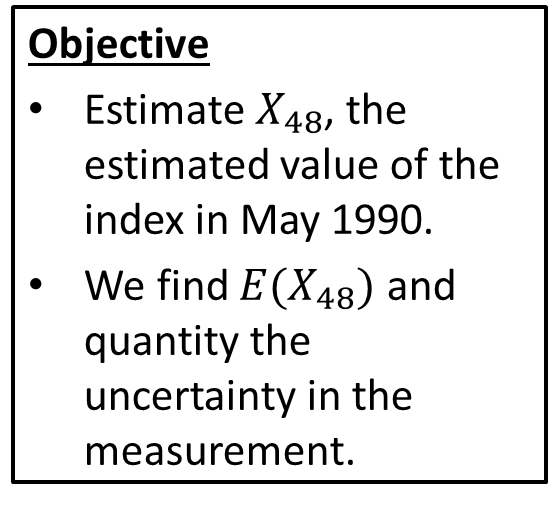 Objective
• Estimate X₄₈, the
estimated value of the
index in May 1990.
• We find E(X₄₈) and
quantity the
uncertainty in the
measurement.